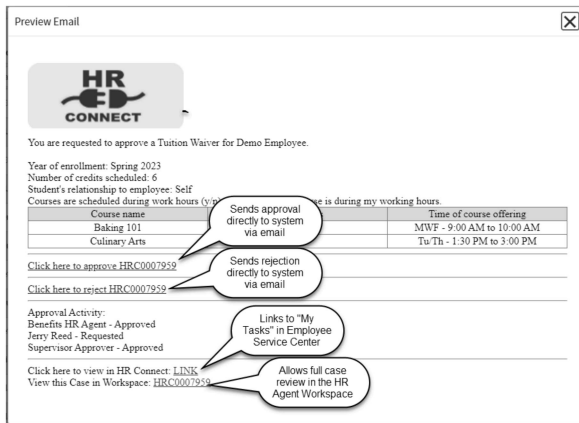 Preview Email
HR
CONNECT
You are requested to approve a Tuition Waiver for Demo Employee.
Year of enrollment: Spring 2023
Number of credits scheduled: 6
Student's relationship to employee: Self
Courses are scheduled during work hours (y/n) se is during my working hours.
Course name Time of course offering
Baking 101 MWF - 9:00 AM to 10:00 AM
Culinary Arts Tu/Th - 1:30 PM to 3:00 PM
Sends approval
directly to system
via email
Click here to approve HRC0007959
Sends rejection
directly to system
via email
Click here to reject HRC0007959
Approval Activity:
Benefits HR Agent - Approved
Jerry Reed - Requested
Supervisor Approver - Approved
Links to "My
Tasks" in Employee
Service Center
Click here to view in HR Connect: LINK
View this Case in Workspace: HRC0007959
Allows full case
review in the HR
Agent Workspace